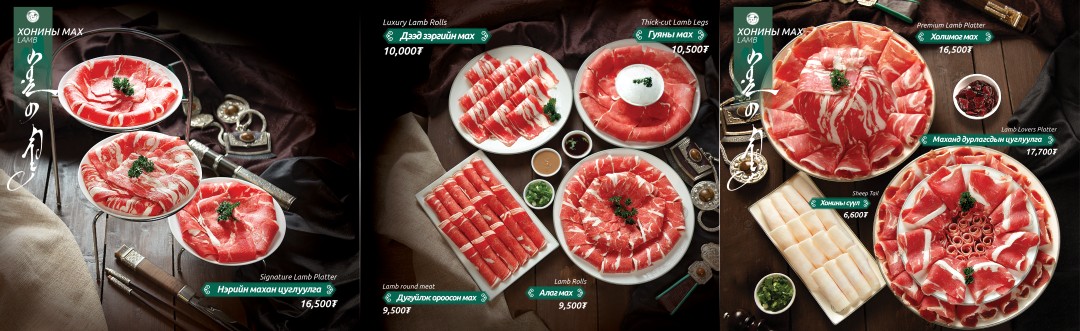 ХОНИНЫ МАХ
LAMB
Signature Lamb Platter
Нэрийн махан цуглуулга
16,500₮
Luxury Lamb Rolls
Дээд зэргийн мах
10,000₮
Thick-cut Lamb Legs
Гуяны мах
10,500₮
Lamb round meat
Дугуйлж ороосон мах
9,500₮
Lamb Rolls
Алаг мах
9,500₮
ХОНИНЫ МАХ
LAMB
Premium Lamb Platter
Холимог мах
16,500₮
Lamb Lovers Platter
Маханд дурлагсдын цуглуулга
17,700₮
Sheep Tail
Хонины сүүл
6,600₮